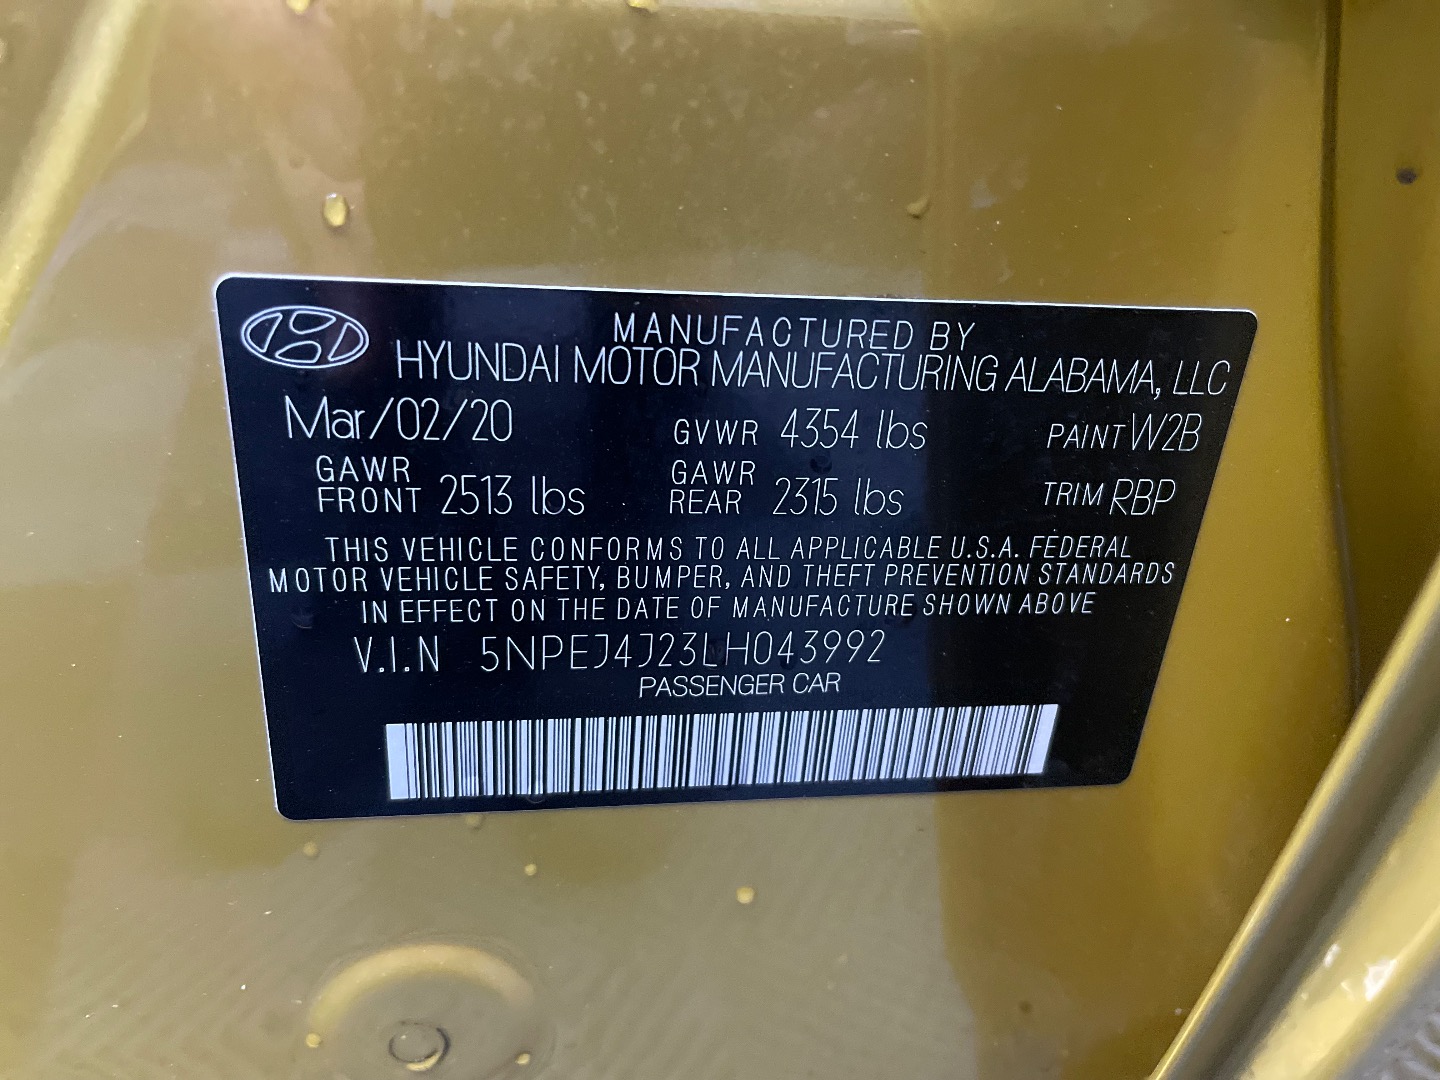 MANUFACTURED BY
HYUNDAI MOTOR MANUFACTURING ALABAMA, LLC
Mar/02/20 GVWR 4354 lbs PAINT W2B
GAWR FRONT 2513 lbs GAWR REAR 2315 lbs TRIM RBP
THIS VEHICLE CONFORMS TO ALL APPLICABLE U.S.A. FEDERAL
MOTOR VEHICLE SAFETY, BUMPER, AND THEFT PREVENTION STANDARDS
IN EFFECT ON THE DATE OF MANUFACTURE SHOWN ABOVE
V.I.N 5NPEJ4J23LH043992
PASSENGER CAR